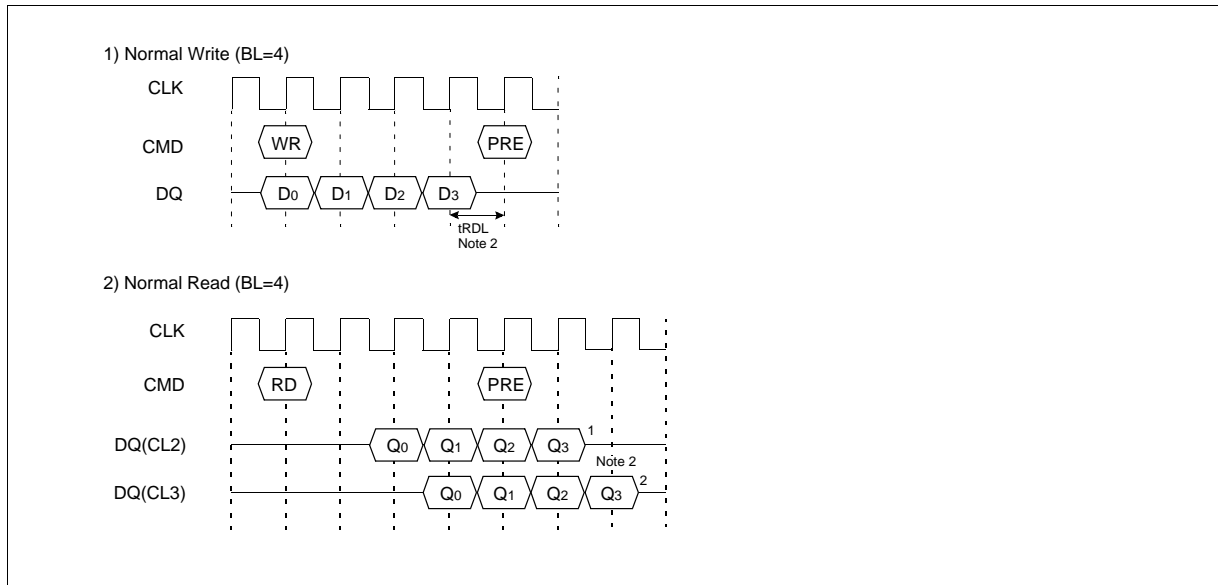 1) Normal Write (BL=4)
CLK
CMD WR PRE
DQ D0 D1 D2 D3
tRDL
Note 2
2) Normal Read (BL=4)
CLK
CMD RD PRE
DQ(CL2) Q0 Q1 Q2 Q3 1
Note 2
DQ(CL3) Q0 Q1 Q2 Q3 2